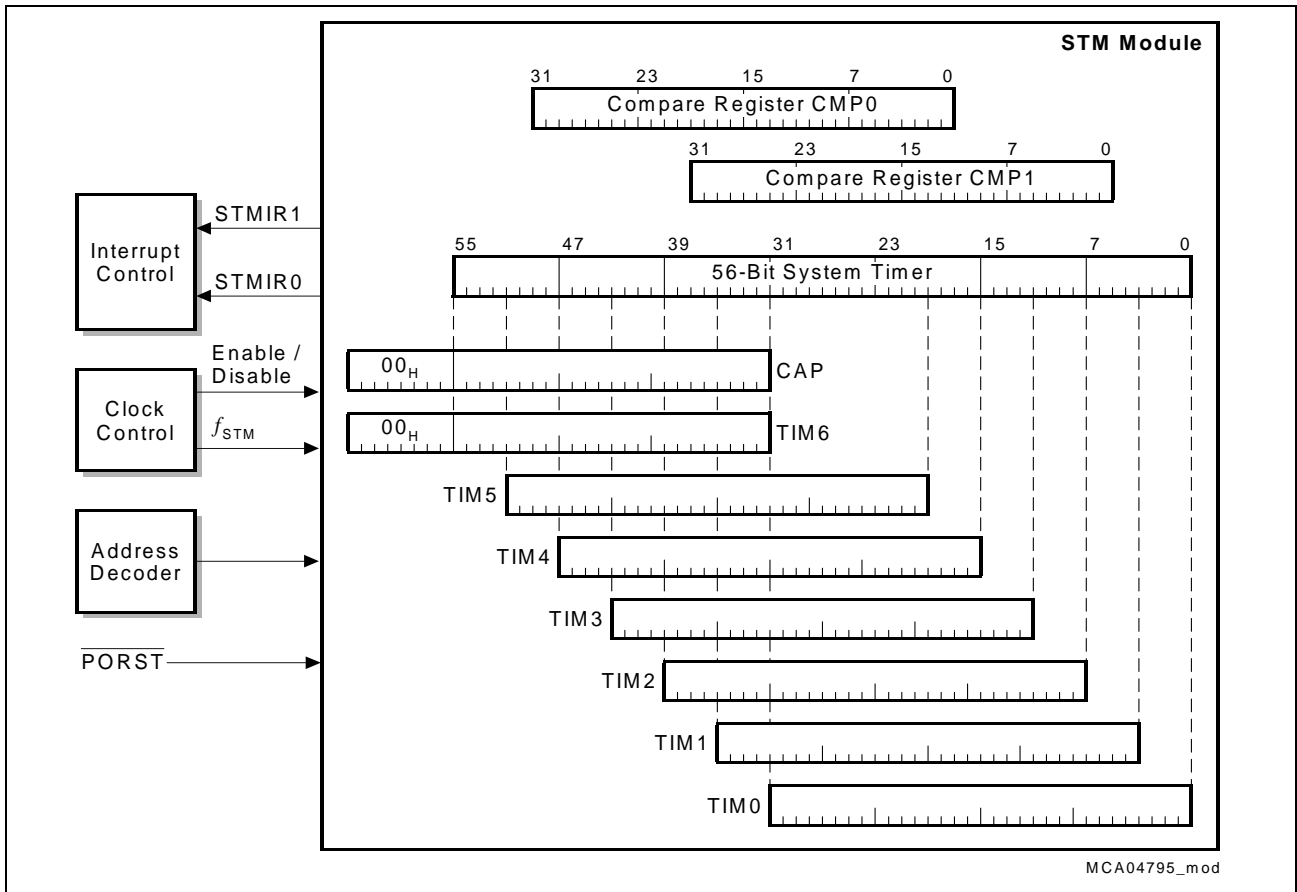 STM Module
31 23 15 7 0
Compare Register CMP0
31 23 15 7 0
Compare Register CMP1
STMIR1
Interrupt
Control
STMIR0
55 47 39 31 23 15 7 0
56-Bit System Timer
Enable /
Disable
Clock
Control
fSTM
00H
CAP
00H
TIM6
TIM5
Address
Decoder
TIM4
TIM3
PORST
TIM2
TIM1
TIM0
MCA04795_mod